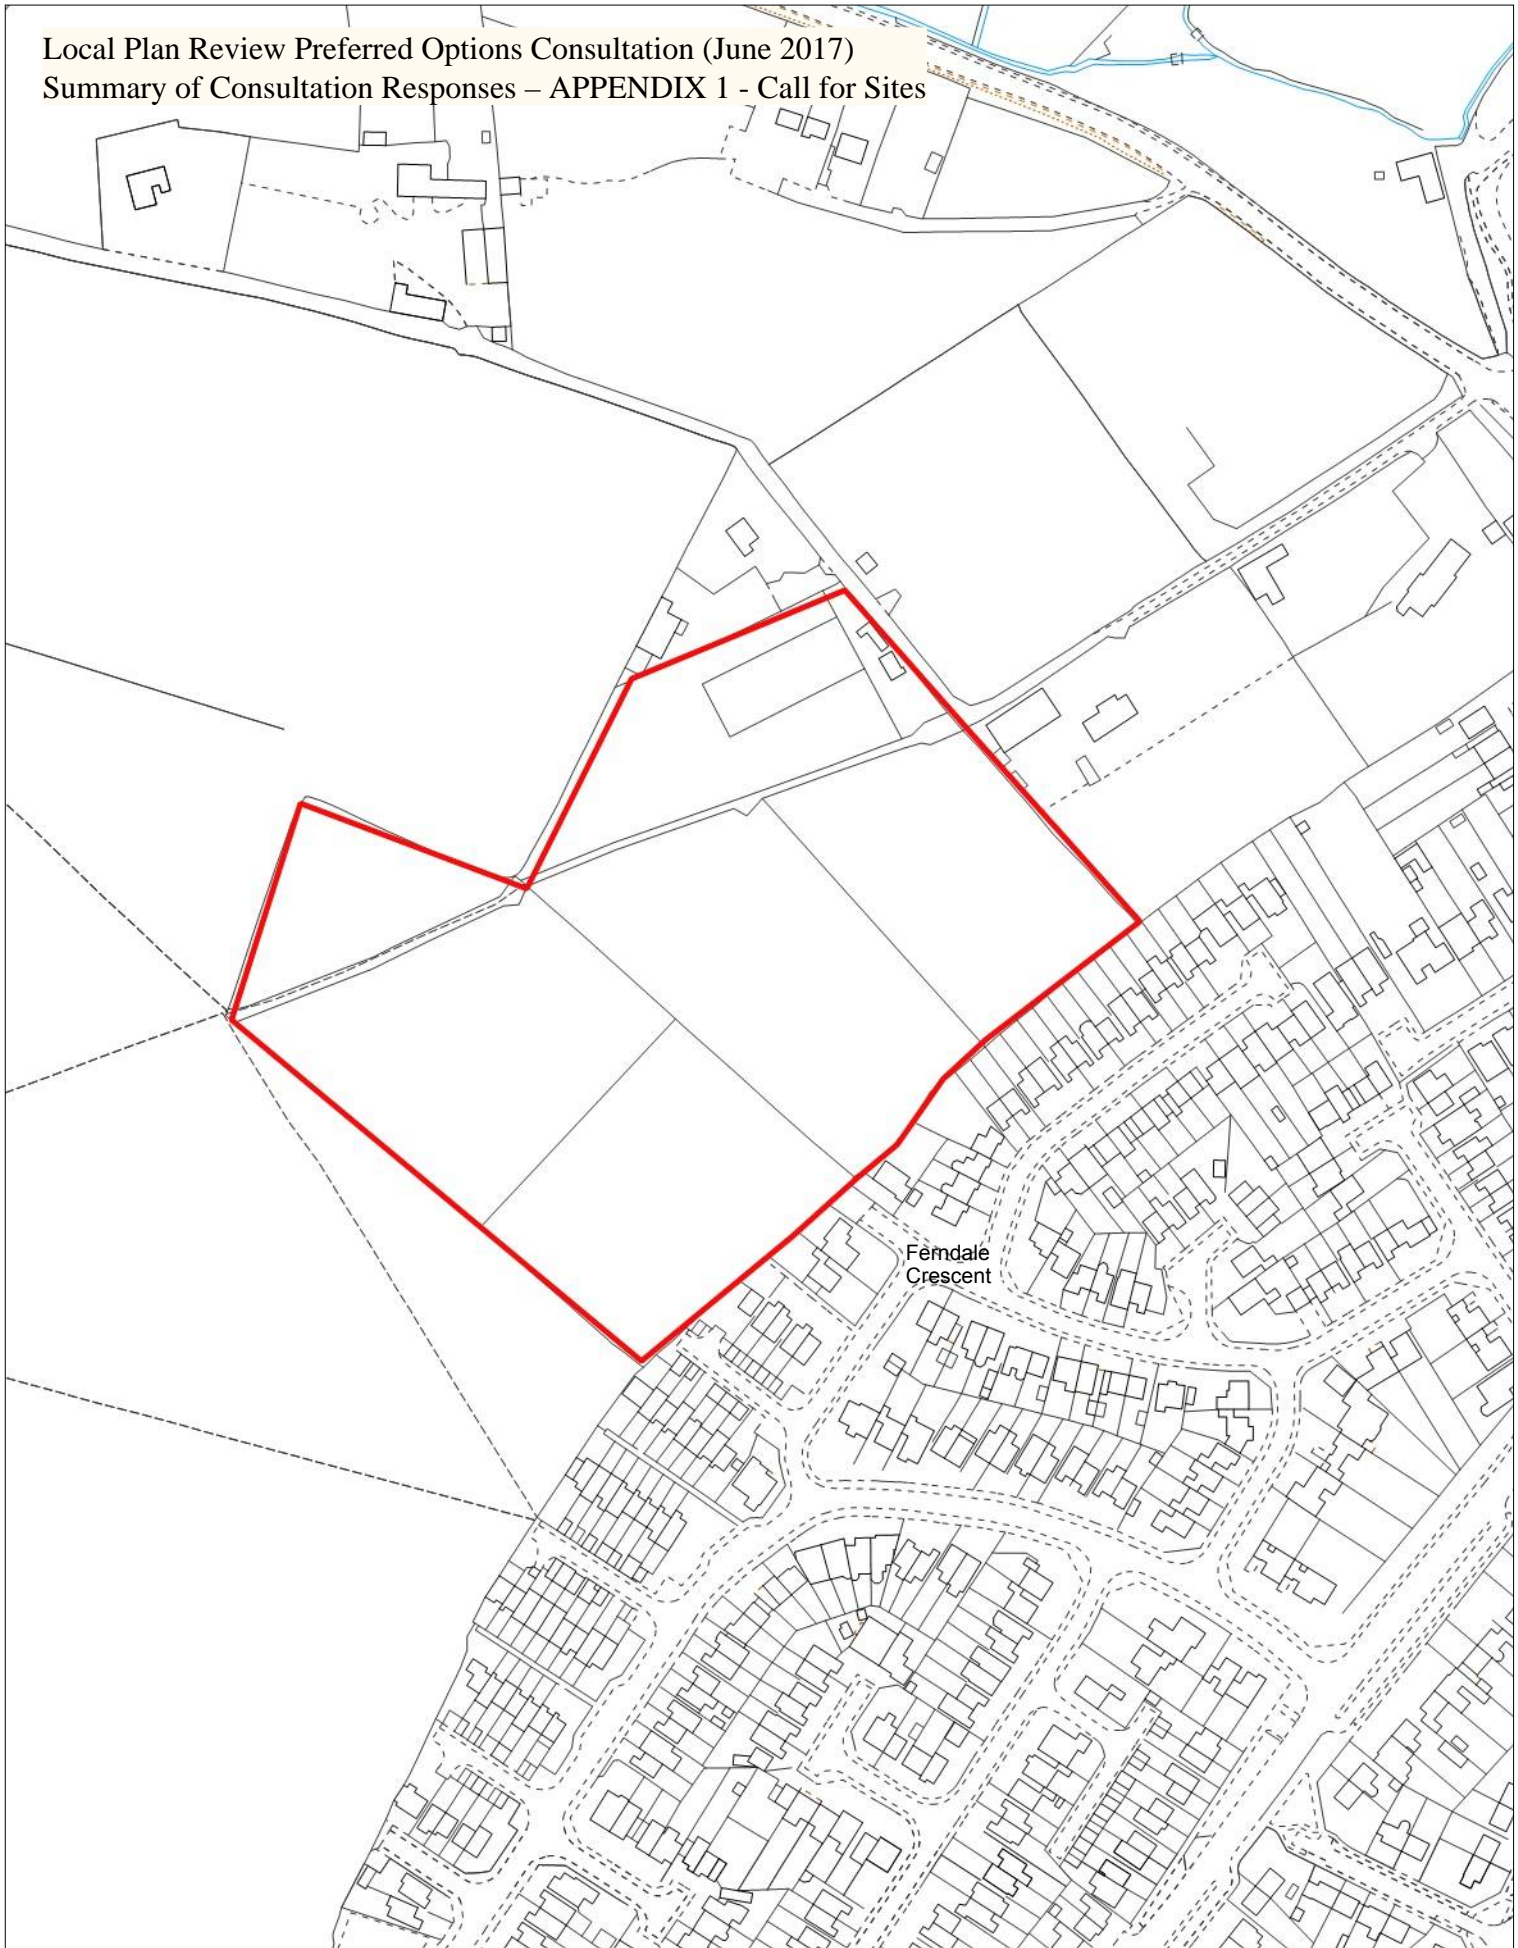 Local Plan Review Preferred Options Consultation (June 2017)
Summary of Consultation Responses – APPENDIX 1 - Call for Sites
Ferndale
Crescent